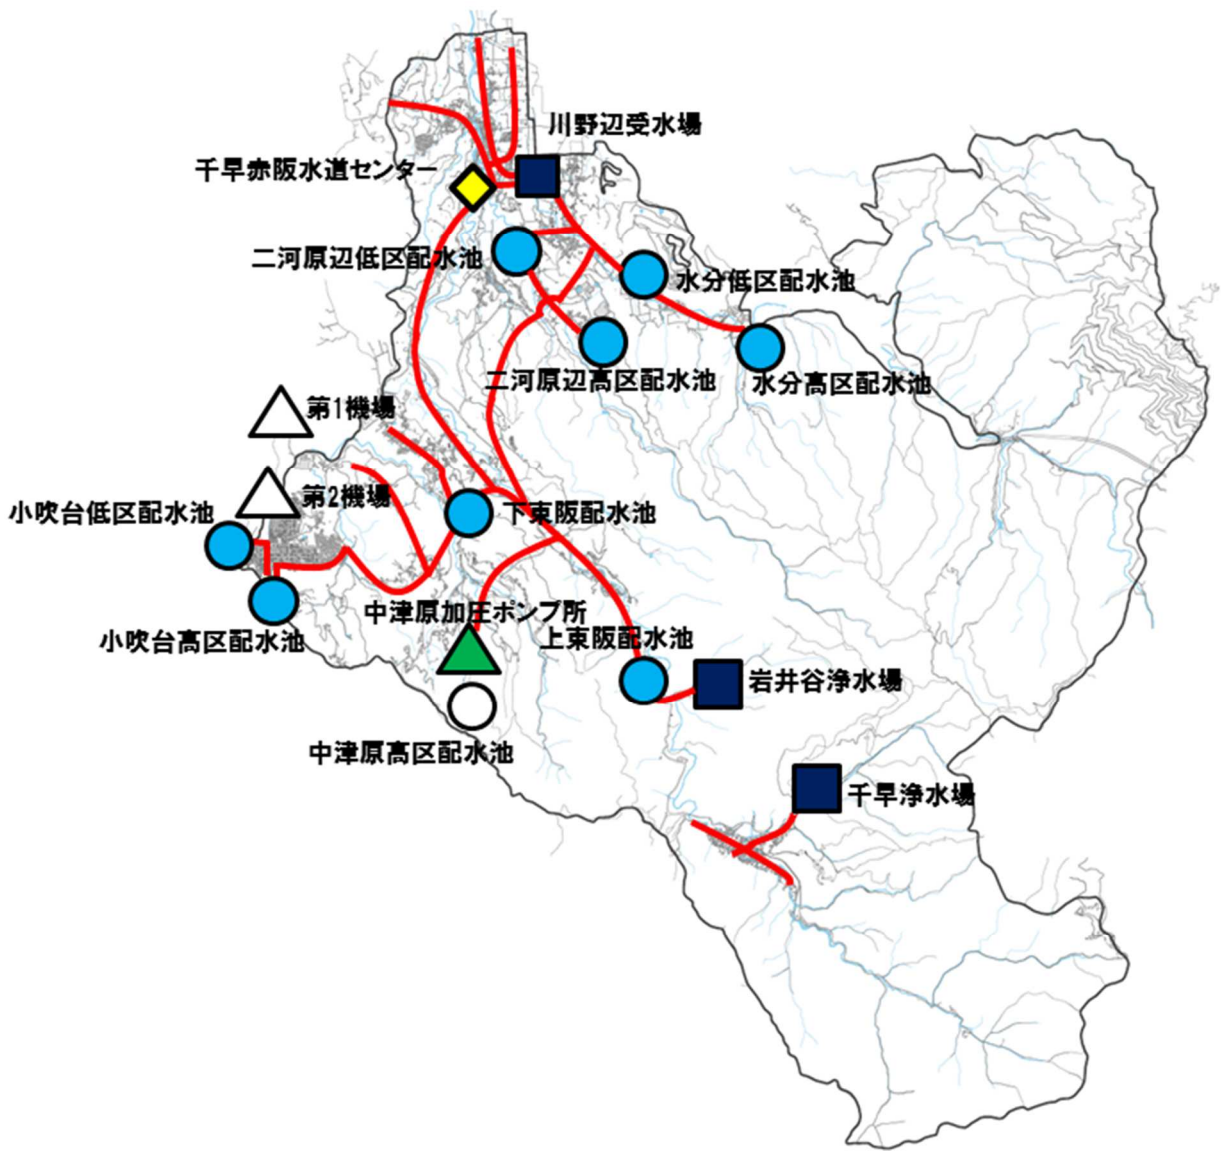 川野辺受水場
千早赤阪水道センター
二河原辺低区配水池
水分低区配水池
二河原辺高区配水池
水分高区配水池
第1機場
第2機場
小吹台低区配水池
下東阪配水池
中津原加圧ポンプ所
小吹台高区配水池
上東阪配水池
岩井谷浄水場
中津原高区配水池
千早浄水場